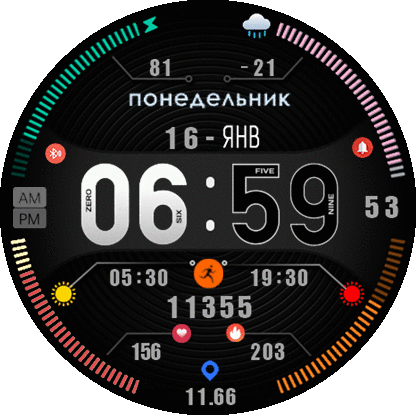 81 -21
понедельник
16-ЯНВ
AM
PM
06:59 53
ZERO SIX FIVE NINE
05:30 19:30
11355
156 203
11.66